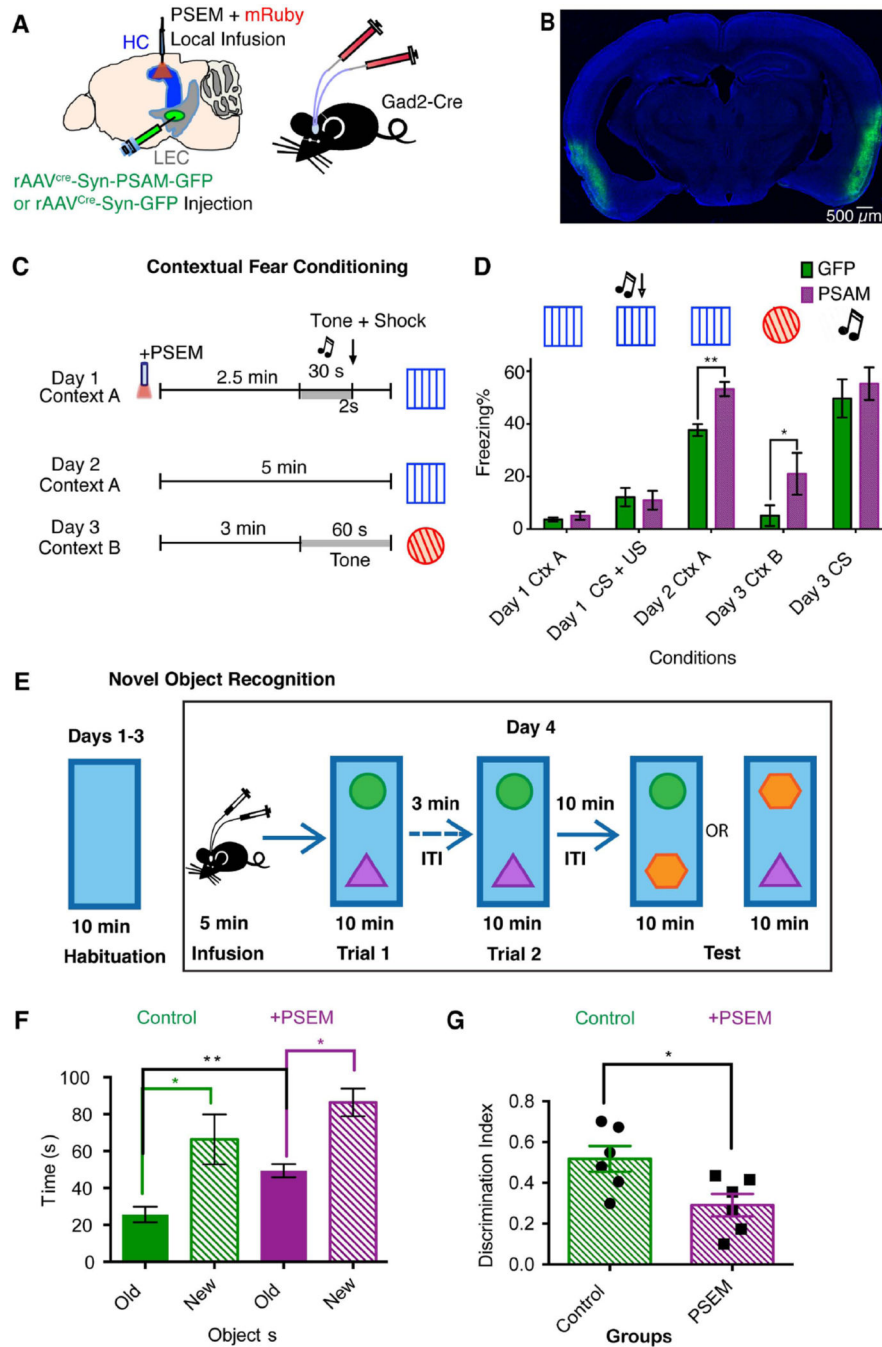 A
PSEM + mRuby
Local Infusion
HC
Gad2-Cre
LEC
rAAVcre-Syn-PSAM-GFP
or rAAVCre-Syn-GFP Injection
B
500 µm
C
Contextual Fear Conditioning
Tone + Shock
+PSEM
Day 1
Context A
2.5 min
30 s
2s
Day 2
Context A
5 min
Day 3
Context B
3 min
60 s
Tone
D
GFP
PSAM
**
*
Freezing%
60
40
20
0
Day 1 Ctx A
Day 1 CS + US
Day 2 Ctx A
Day 3 Ctx B
Day 3 CS
Conditions
E
Novel Object Recognition
Days 1-3
10 min
Habituation
Day 4
5 min
Infusion
10 min
Trial 1
3 min
ITI
10 min
Trial 2
10 min
ITI
OR
10 min
10 min
Test
F
Control
+PSEM
**
*
*
Time (s)
100
80
60
40
20
0
Old
New
Old
New
Object s
G
Control
+PSEM
*
Discrimination Index
0.8
0.6
0.4
0.2
0.0
Control
PSEM
Groups